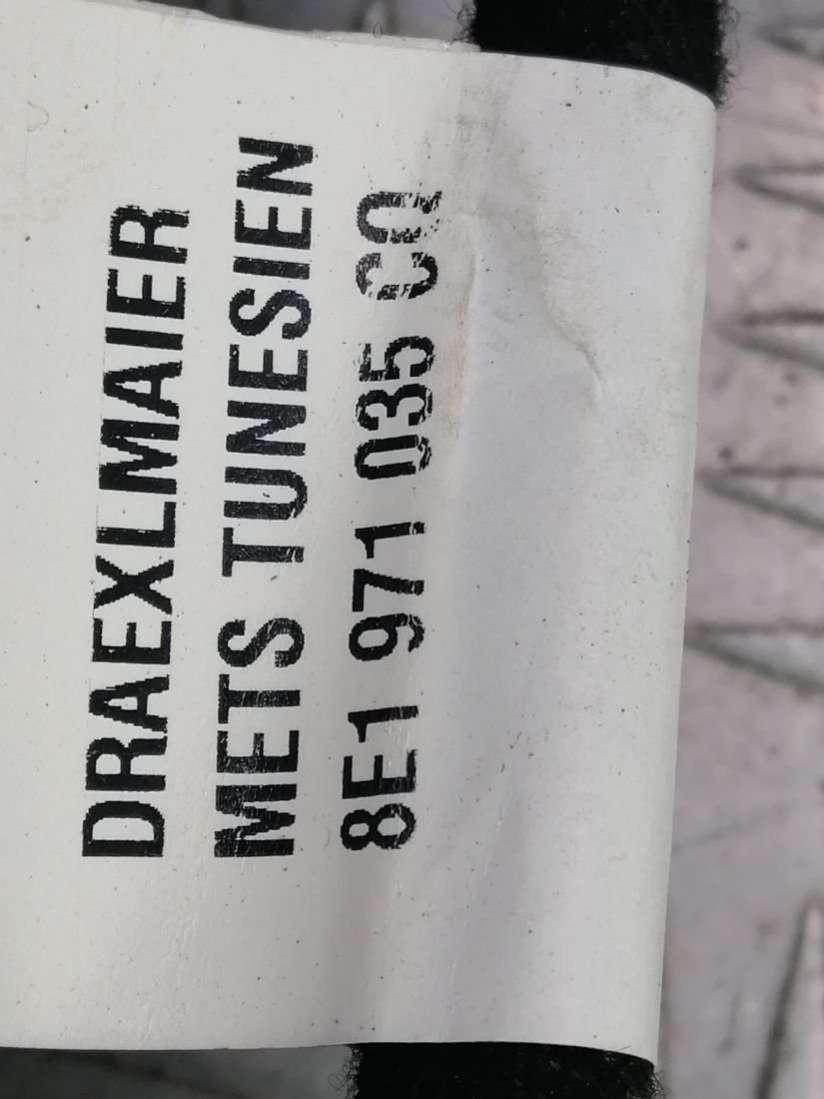 DRAEXLMAIER
METS TUNESIEN
8E1 971 035 CQ